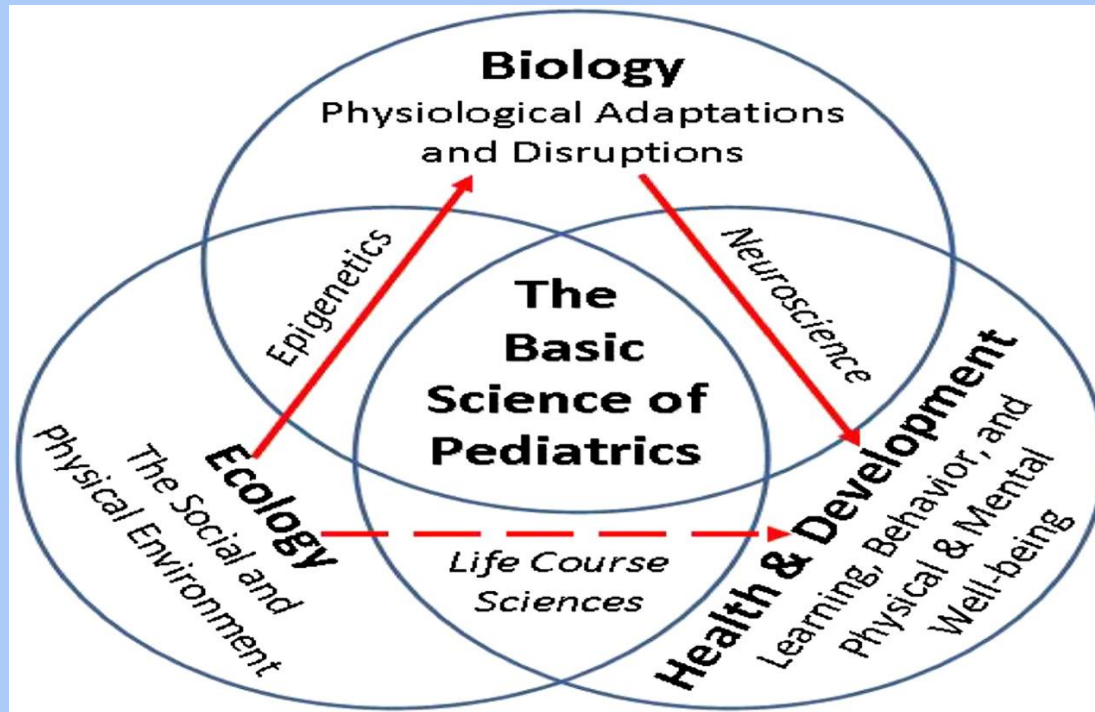 Biology
Physiological Adaptations
and Disruptions
Epigenetics
Neuroscience
The
Basic
Science of
Pediatrics
Ecology
The Social and
Physical Environment
Life Course
Sciences
Health & Development
Learning, Behavior, and
Physical & Mental
Well-being